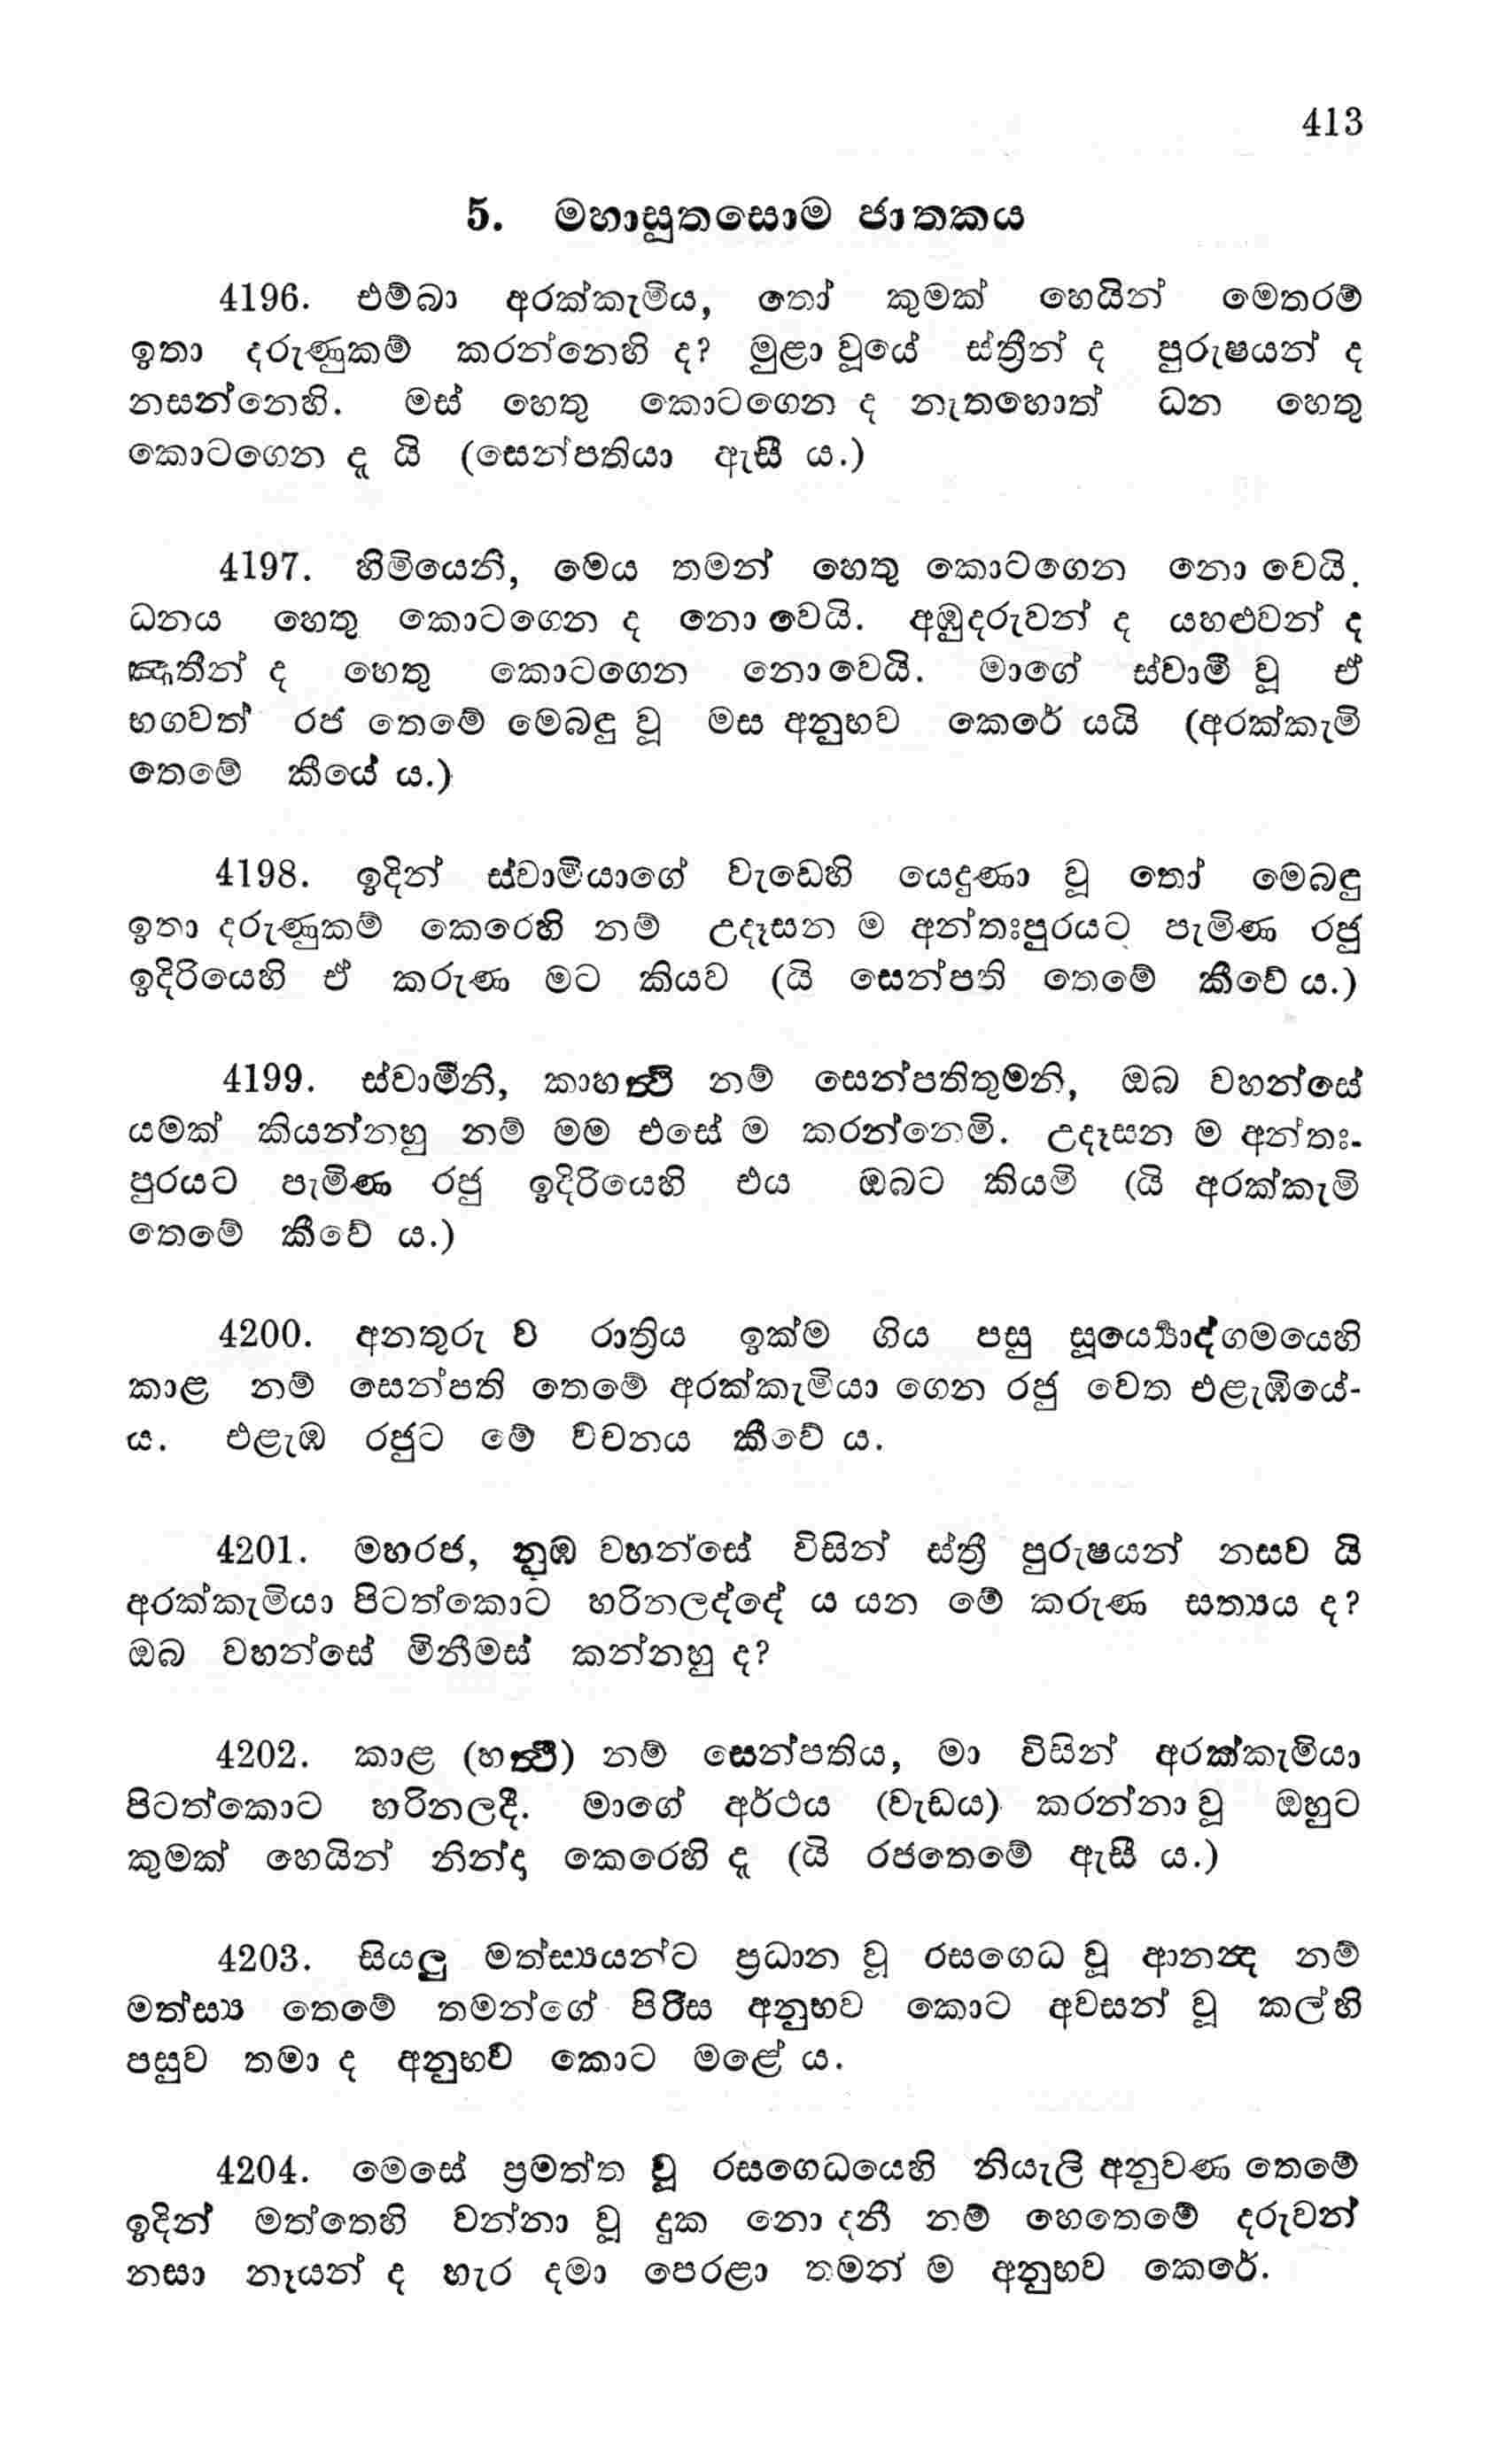 413
5. මහාසුතසොම ජාතකය
4196. එම්බා අරක්කැමිය, තෝ කුමක් හෙයින් මෙතරම්
ඉතා දරුණුකම් කරන්නෙහි ද? මුළා වූයේ ස්ත්‍රීන් ද පුරුෂයන් ද
නසන්නෙහි. මස් හෙතු කොටගෙන ද නැතහොත් ධන හෙතු
කොටගෙන දැ යි (සෙන්පතියා ඇසී ය.)
4197. හිමියෙනි, මෙය තමන් හෙතු කොටගෙන නො වෙයි.
ධනය හෙතු කොටගෙන ද නො වෙයි. අඹුදරුවන් ද යහළුවන් ද
ඤාතීන් ද හෙතු කොටගෙන නොවෙයි. මාගේ ස්වාමී වූ ඒ
භගවත් රජ තෙමේ මෙබඳු වූ මස අනුභව කෙරේ යයි (අරක්කැමි
තෙමේ කීයේ ය.)
4198. ඉදින් ස්වාමියාගේ වැඩෙහි යෙදුණා වූ තෝ මෙබඳු
ඉතා දරුණුකම් කෙරෙහි නම් උදෑසන ම අන්තඃපුරයට පැමිණ රජු
ඉදිරියෙහි ඒ කරුණ මට කියව (යි සෙන්පති තෙමේ කීවේ ය.)
4199. ස්වාමීනි, කාහත්‍ථි නම් සෙන්පතිතුමනි, ඔබ වහන්සේ
යමක් කියන්නහු නම් මම එසේ ම කරන්නෙමි. උදෑසන ම අන්තඃ-
පුරයට පැමිණ රජු ඉදිරියෙහි එය ඔබට කියමි (යි අරක්කැමි
තෙමේ කීවේ ය.)
4200. අනතුරු ව රාත්‍රිය ඉක්ම ගිය පසු සූර්‍ය්‍යොද්ගමයෙහි
කාළ නම් සෙන්පති තෙමේ අරක්කැමියා ගෙන රජු වෙත එළැඹියේ-
ය. එළැඹ රජුට මේ වචනය කීවේ ය.
4201. මහරජ, නුඹ වහන්සේ විසින් ස්ත්‍රී පුරුෂයන් නසව යි
අරක්කැමියා පිටත්කොට හරිනලද්දේ ය යන මේ කරුණ සත්‍යය ද?
ඔබ වහන්සේ මිනීමස් කන්නහු ද?
4202. කාළ (හත්‍ථී) නම් සෙන්පතිය, මා විසින් අරක්කැමියා
පිටත්කොට හරිනලදී. මාගේ අර්ථය (වැඩය) කරන්නා වූ ඔහුට
කුමක් හෙයින් නින්දා කෙරෙහි දැ (යි රජතෙමේ ඇසී ය.)
4203. සියලු මත්ස්‍යයන්ට ප්‍රධාන වූ රසගෙධ වූ ආනන්‍ද නම්
මත්ස්‍ය තෙමේ තමන්ගේ පිරිස අනුභව කොට අවසන් වූ කල්හි
පසුව තමා ද අනුභව කොට මළේ ය.
4204. මෙසේ ප්‍රමත්ත වූ රසගෙධයෙහි නියැලි අනුවණ තෙමේ
ඉදින් මත්තෙහි වන්නා වූ දුක නො දනී නම් හෙතෙමේ දරුවන්
නසා නෑයන් ද හැර දමා පෙරළා තමන් ම අනුභව කෙරේ.